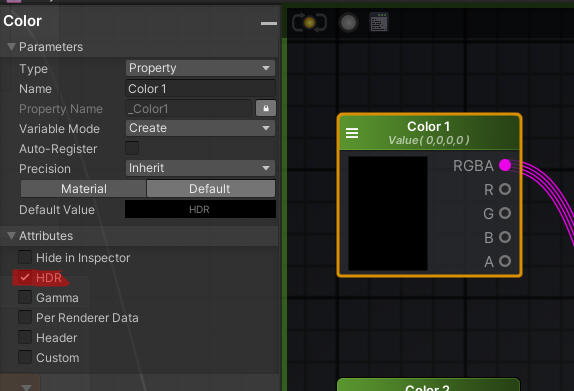 Color
Parameters
Type Property
Name Color 1
Property Name _Color1
Variable Mode Create
Auto-Register
Precision Inherit
Material Default
Default Value HDR
Attributes
Hide in Inspector
HDR
Gamma
Per Renderer Data
Header
Custom
Color 1
Value( 0,0,0,0 )
RGBA
R
G
B
A
Color 2